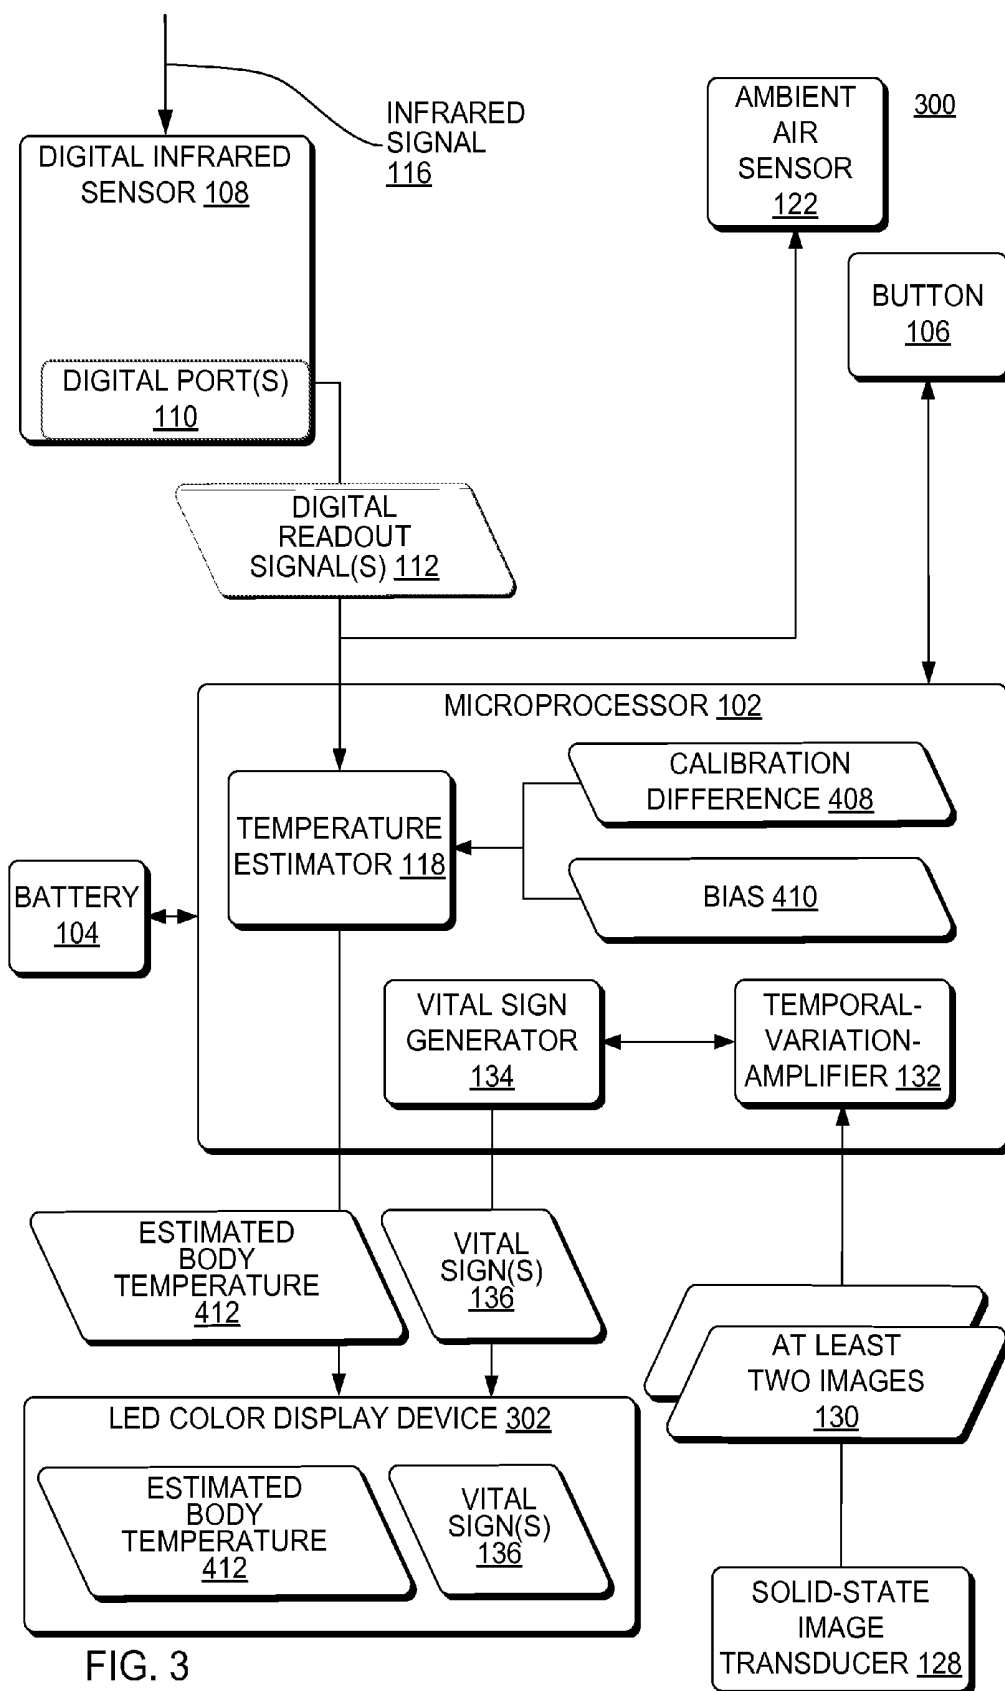 INFRARED
SIGNAL
116
AMBIENT
AIR
SENSOR
122
300
DIGITAL INFRARED
SENSOR 108
BUTTON
106
DIGITAL PORT(S)
110
DIGITAL
READOUT
SIGNAL(S) 112
MICROPROCESSOR 102
CALIBRATION
DIFFERENCE 408
TEMPERATURE
ESTIMATOR 118
BIAS 410
BATTERY
104
VITAL SIGN
GENERATOR
134
TEMPORAL-
VARIATION-
AMPLIFIER 132
ESTIMATED
BODY
TEMPERATURE
412
VITAL
SIGN(S)
136
AT LEAST
TWO IMAGES
130
LED COLOR DISPLAY DEVICE 302
ESTIMATED
BODY
TEMPERATURE
412
VITAL
SIGN(S)
136
SOLID-STATE
IMAGE
TRANSDUCER 128
FIG. 3